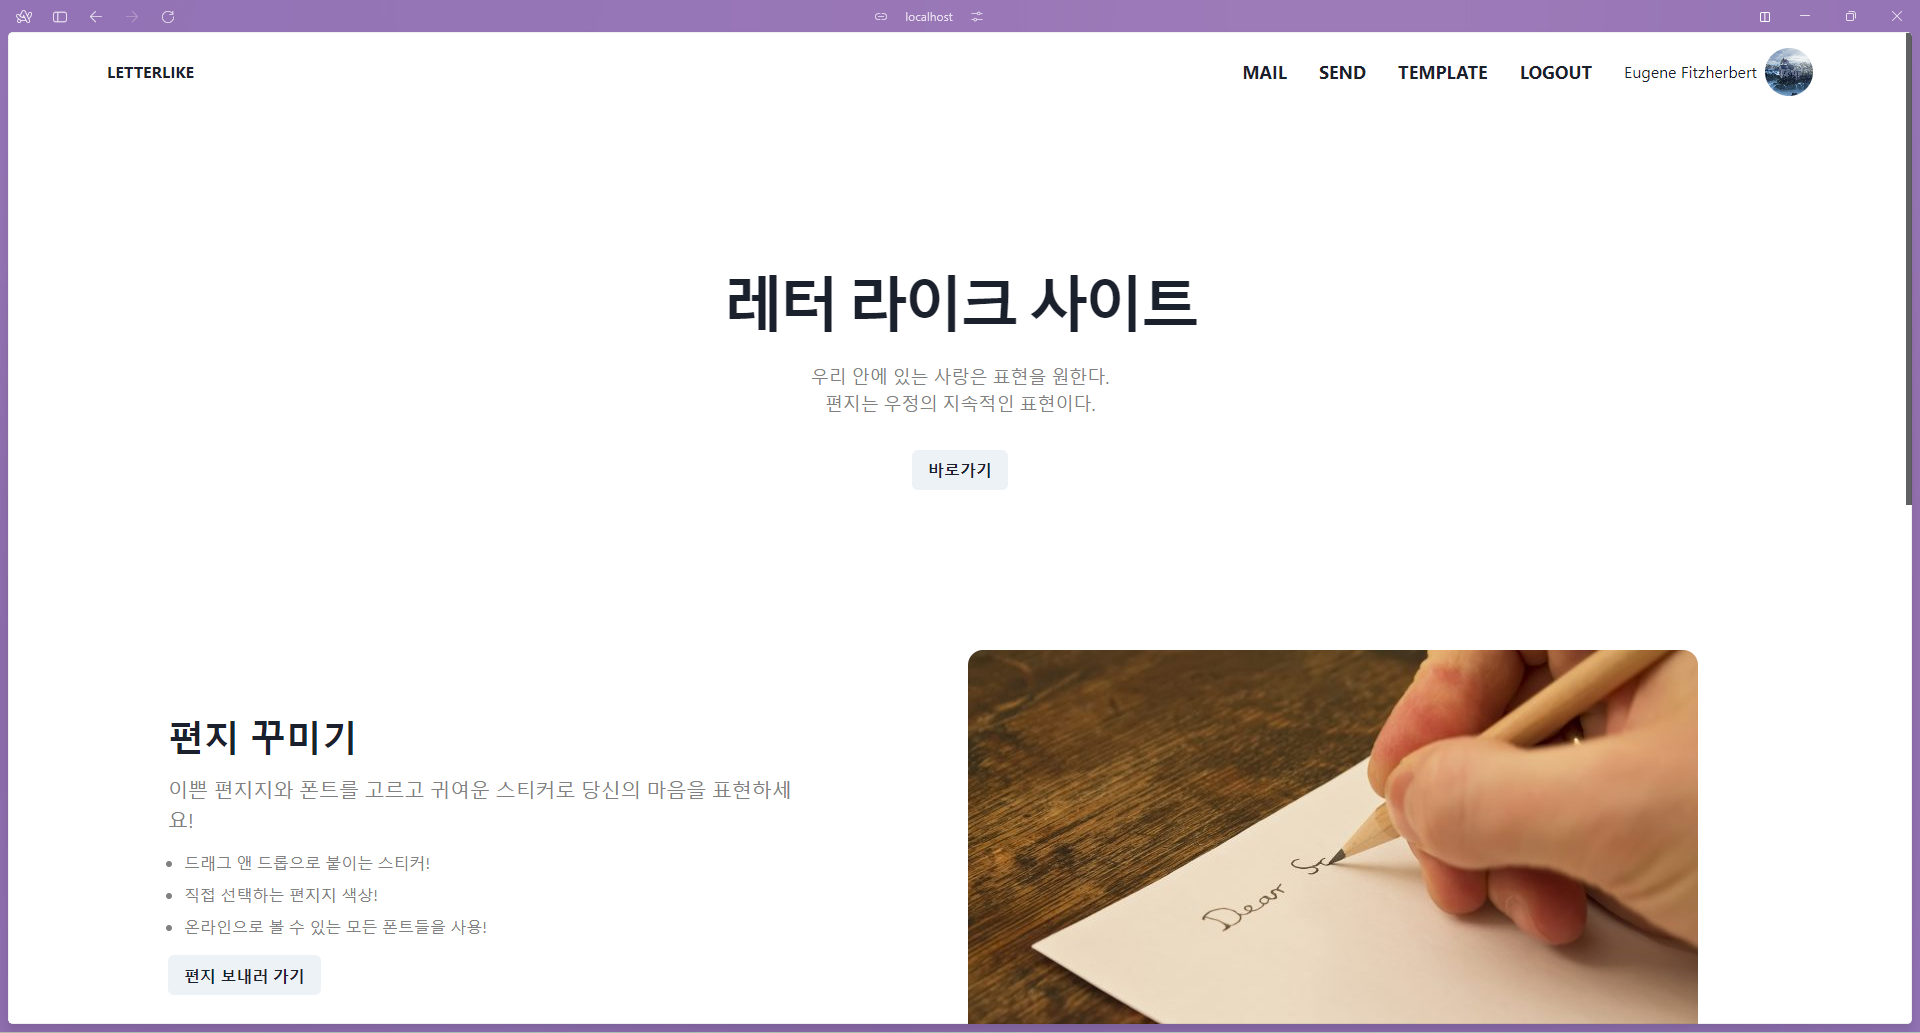 localhost
LETTERLIKE
MAIL SEND TEMPLATE LOGOUT Eugene Fitzherbert
레터 라이크 사이트
우리 안에 있는 사랑은 표현을 원한다.
편지는 우정의 지속적인 표현이다.
바로가기
편지 꾸미기
이쁜 편지지와 폰트를 고르고 귀여운 스티커로 당신의 마음을 표현하세
요!
드래그 앤 드롭으로 붙이는 스티커!
직접 선택하는 편지지 색상!
온라인으로 볼 수 있는 모든 폰트들을 사용!
편지 보내러 가기
Dear